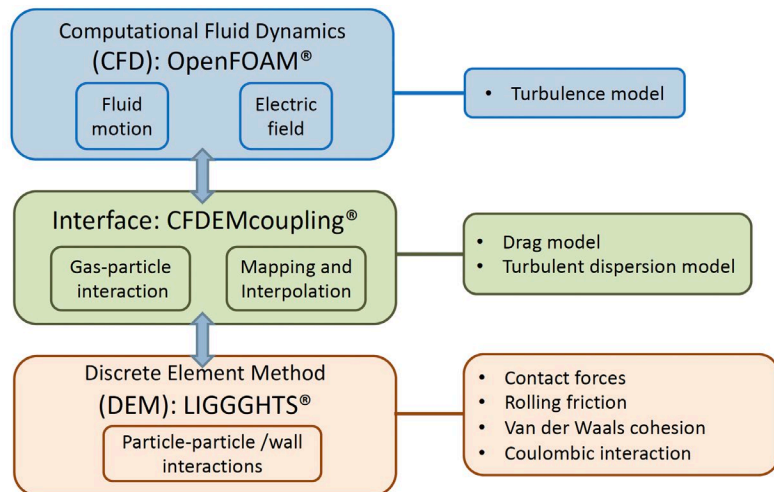 Computational Fluid Dynamics
(CFD): OpenFOAM®
Fluid
motion
Electric
field
• Turbulence model
Interface: CFDEMcoupling®
Gas-particle
interaction
Mapping and
Interpolation
• Drag model
• Turbulent dispersion model
Discrete Element Method
(DEM): LIGGGHTS®
Particle-particle /wall
interactions
• Contact forces
• Rolling friction
• Van der Waals cohesion
• Coulombic interaction